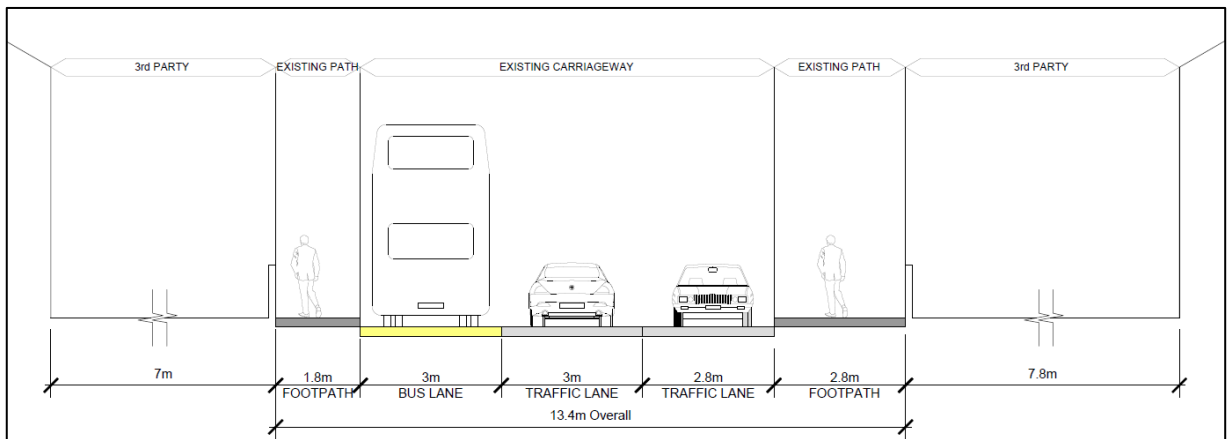 3rd PARTY
EXISTING PATH
EXISTING CARRIAGEWAY
EXISTING PATH
3rd PARTY
7m
1.8m
3m
3m
2.8m
2.8m
7.8m
FOOTPATH
BUS LANE
TRAFFIC LANE
TRAFFIC LANE
FOOTPATH
13.4m Overall